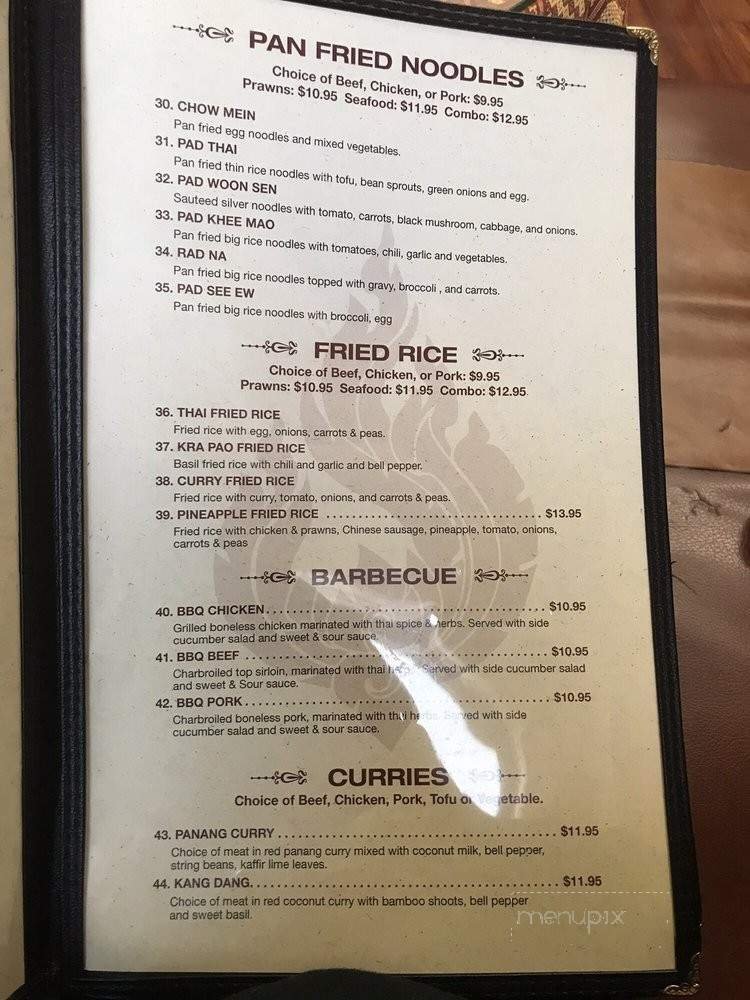 PAN FRIED NOODLES
Choice of Beef, Chicken, or Pork: $9.95
Prawns: $10.95 Seafood: $11.95 Combo: $12.95
30. CHOW MEIN
Pan fried egg noodles and mixed vegetables.
31. PAD THAI
Pan fried thin rice noodles with tofu, bean sprouts, green onions and egg.
32. PAD WOON SEN
Sauteed silver noodles with tomato, carrots, black mushroom, cabbage, and onions.
33. PAD KHEE MAO
Pan fried big rice noodles with tomatoes, chili, garlic and vegetables.
34. RAD NA
Pan fried big rice noodles topped with gravy, broccoli , and carrots.
35. PAD SEE EW
Pan fried big rice noodles with broccoli, egg
FRIED RICE
Choice of Beef, Chicken, or Pork: $9.95
Prawns: $10.95 Seafood: $11.95 Combo: $12.95
36. THAI FRIED RICE
Fried rice with egg, onions, carrots & peas.
37. KRA PAO FRIED RICE
Basil fried rice with chili and garlic and bell pepper.
38. CURRY FRIED RICE
Fried rice with curry, tomato, onions, and carrots & peas.
39. PINEAPPLE FRIED RICE ................................ $13.95
Fried rice with chicken & prawns, Chinese sausage, pineapple, tomato, onions,
carrots & peas
BARBECUE
40. BBQ CHICKEN.......................................... $10.95
Grilled boneless chicken marinated with thai spice & herbs. Served with side
cucumber salad and sweet & sour sauce.
41. BBQ BEEF .............................................. $10.95
Charbroiled top sirloin, marinated with thai Served with side cucumber salad
and sweet & Sour sauce.
42. BBQ PORK.............................................. $10.95
Charbroiled boneless pork, marinated with thai herbs. Served with side
cucumber salad and sweet & sour sauce.
CURRIES
Choice of Beef, Chicken, Pork, Tofu or Vegetable.
43. PANANG CURRY ......................................... $11.95
Choice of meat in red panang curry mixed with coconut milk, bell pepper,
string beans, kaffir lime leaves.
44. KANG DANG............................................. $11.95
Choice of meat in red coconut curry with bamboo shoots, bell pepper
and sweet basil.
menupix